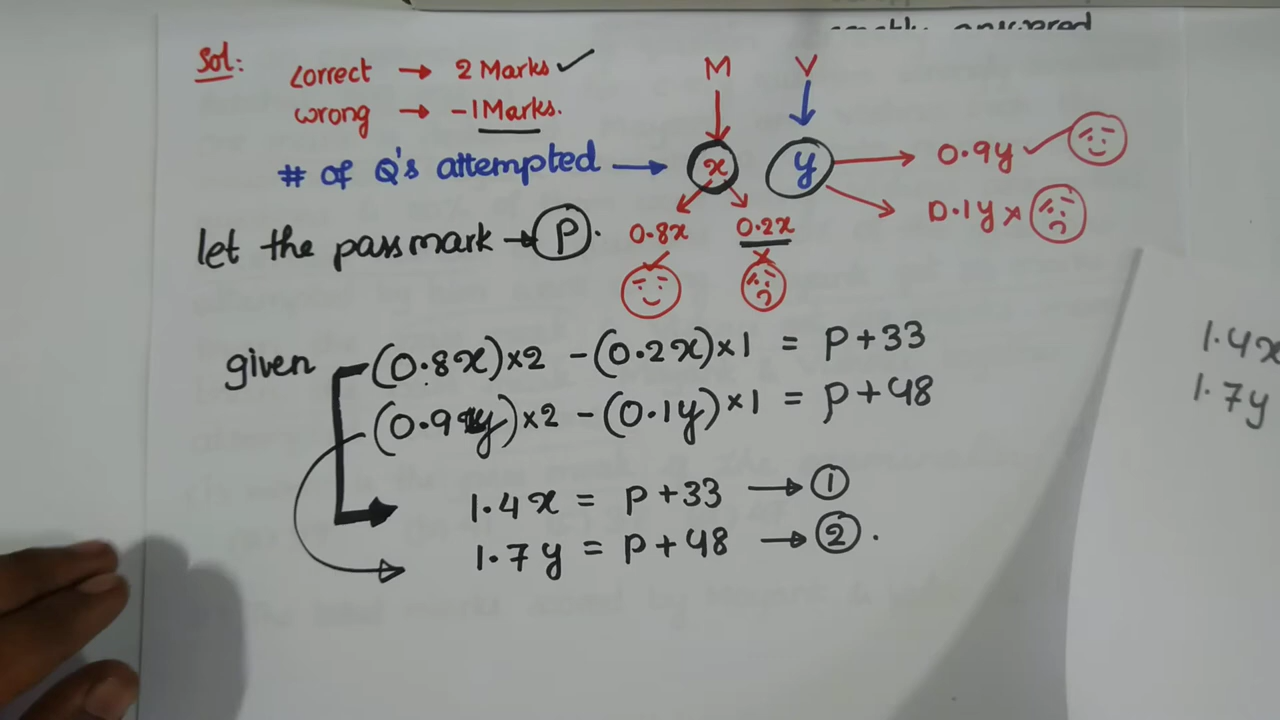 answered
Sol:
correct → 2 Marks ✓
wrong → -1 Marks.
M V
# of Q's attempted → x y → 0.9y ✓
0.1y ×
let the pass mark → P.
0.8x ✓ 0.2x ×
given (0.8x)×2 - (0.2x)×1 = P+33
(0.9y)×2 - (0.1y)×1 = P+48
1.4x = P+33 → ①
1.7y = P+48 → ②.
1.4x
1.7y